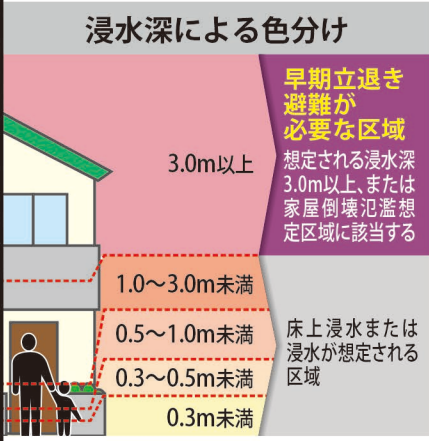 浸水深による色分け
早期立退き
避難が
必要な区域
想定される浸水深
3.0m以上、または
家屋倒壊氾濫想
定区域に該当する
3.0m以上
1.0～3.0m未満
0.5～1.0m未満
0.3～0.5m未満
0.3m未満
床上浸水または
浸水が想定される
区域